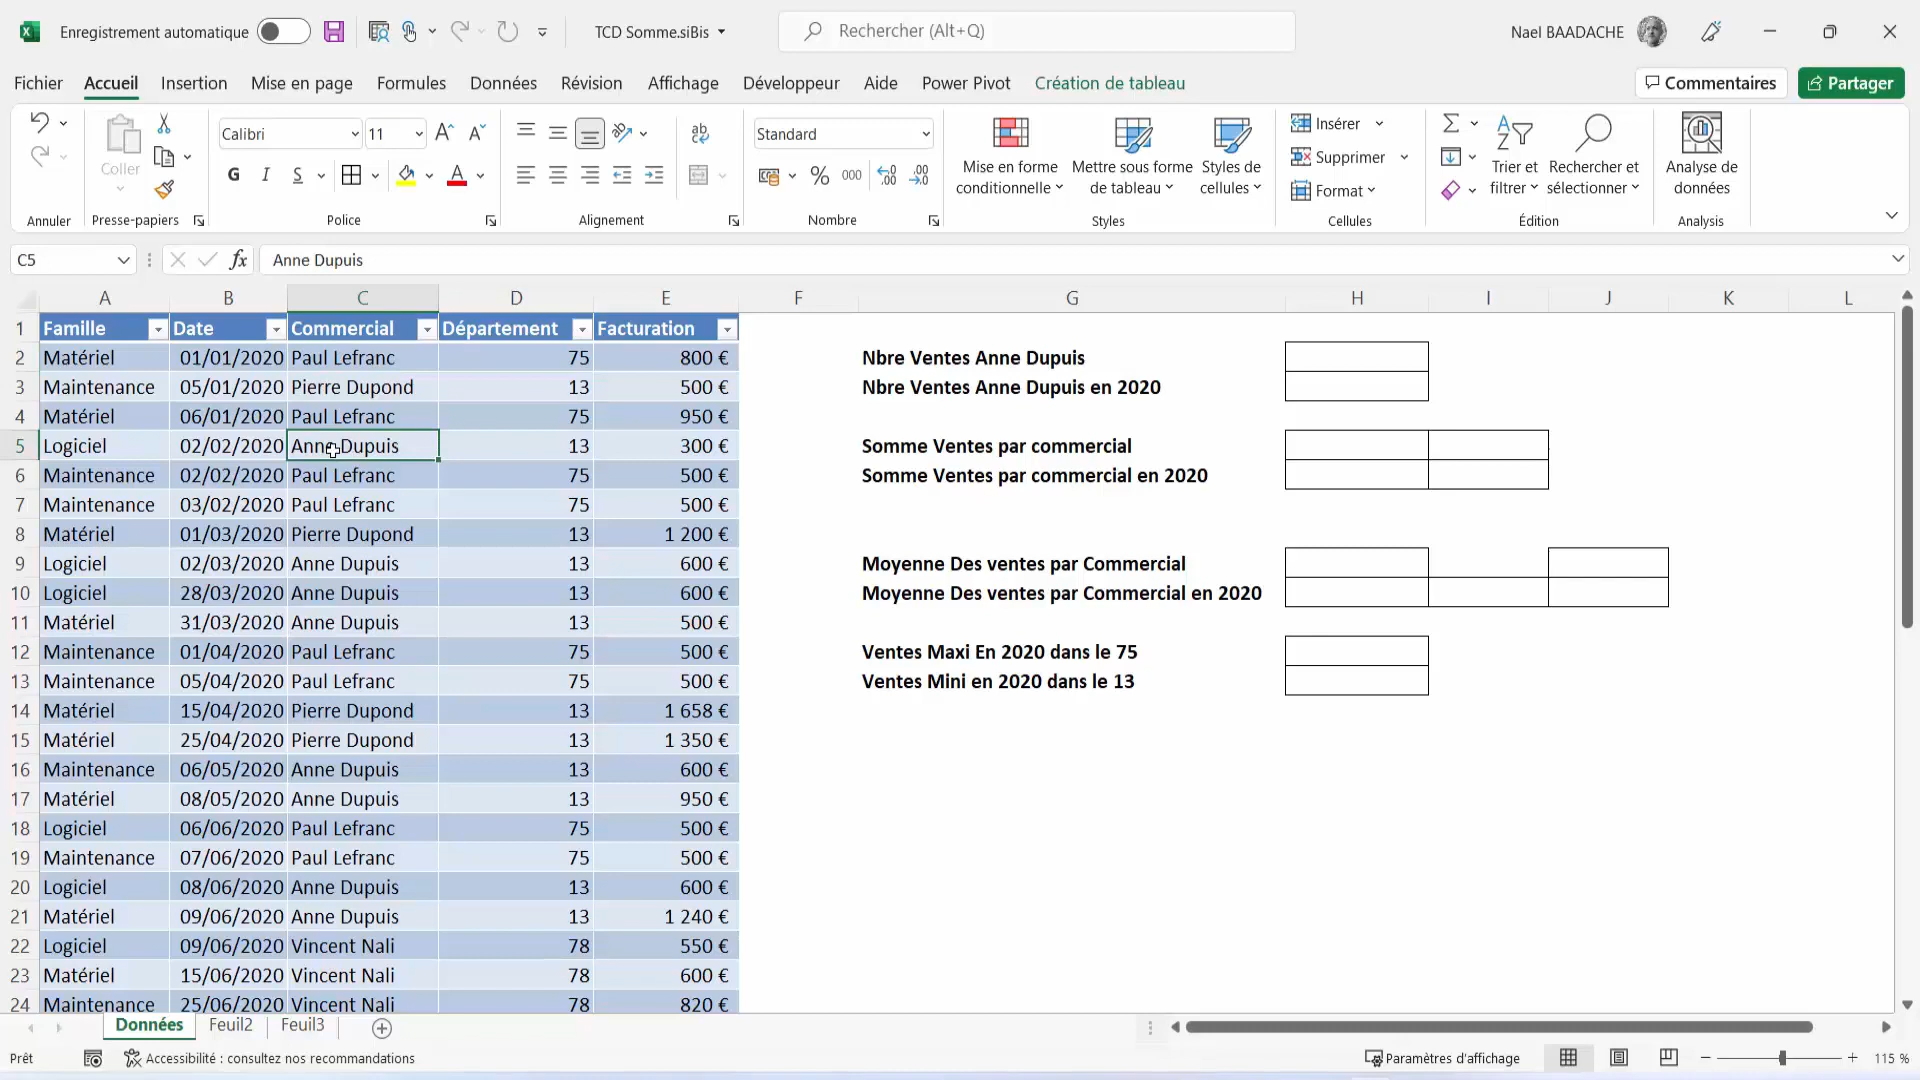 Enregistrement automatique
TCD Somme.siBis
Rechercher (Alt+Q)
Nael BAADACHE
Fichier Accueil Insertion Mise en page Formules Données Révision Affichage Développeur Aide Power Pivot Création de tableau
Commentaires
Partager
Coller
Calibri 11
G I S
Standard
% 000
Mise en forme conditionnelle
Mettre sous forme de tableau
Styles de cellules
Insérer
Supprimer
Format
Trier et filtrer
Rechercher et sélectionner
Analyse de données
Annuler Presse-papiers Police Alignement Nombre Styles Cellules Édition Analysis
C5 fx Anne Dupuis
A B C D E F G H I J K L
1 Famille Date Commercial Département Facturation
2 Matériel 01/01/2020 Paul Lefranc 75 800 € Nbre Ventes Anne Dupuis
3 Maintenance 05/01/2020 Pierre Dupond 13 500 € Nbre Ventes Anne Dupuis en 2020
4 Matériel 06/01/2020 Paul Lefranc 75 950 €
5 Logiciel 02/02/2020 Anne Dupuis 13 300 € Somme Ventes par commercial
6 Maintenance 02/02/2020 Paul Lefranc 75 500 € Somme Ventes par commercial en 2020
7 Maintenance 03/02/2020 Paul Lefranc 75 500 €
8 Matériel 01/03/2020 Pierre Dupond 13 1 200 €
9 Logiciel 02/03/2020 Anne Dupuis 13 600 € Moyenne Des ventes par Commercial
10 Logiciel 28/03/2020 Anne Dupuis 13 600 € Moyenne Des ventes par Commercial en 2020
11 Matériel 31/03/2020 Anne Dupuis 13 500 €
12 Maintenance 01/04/2020 Paul Lefranc 75 500 € Ventes Maxi En 2020 dans le 75
13 Maintenance 05/04/2020 Paul Lefranc 75 500 € Ventes Mini en 2020 dans le 13
14 Matériel 15/04/2020 Pierre Dupond 13 1 658 €
15 Matériel 25/04/2020 Pierre Dupond 13 1 350 €
16 Maintenance 06/05/2020 Anne Dupuis 13 600 €
17 Matériel 08/05/2020 Anne Dupuis 13 950 €
18 Logiciel 06/06/2020 Paul Lefranc 75 500 €
19 Maintenance 07/06/2020 Paul Lefranc 75 500 €
20 Logiciel 08/06/2020 Anne Dupuis 13 600 €
21 Matériel 09/06/2020 Anne Dupuis 13 1 240 €
22 Logiciel 09/06/2020 Vincent Nali 78 550 €
23 Matériel 15/06/2020 Vincent Nali 78 600 €
24 Maintenance 25/06/2020 Vincent Nali 78 820 €
Données Feuil2 Feuil3
Prêt Accessibilité : consultez nos recommandations Paramètres d'affichage 115 %